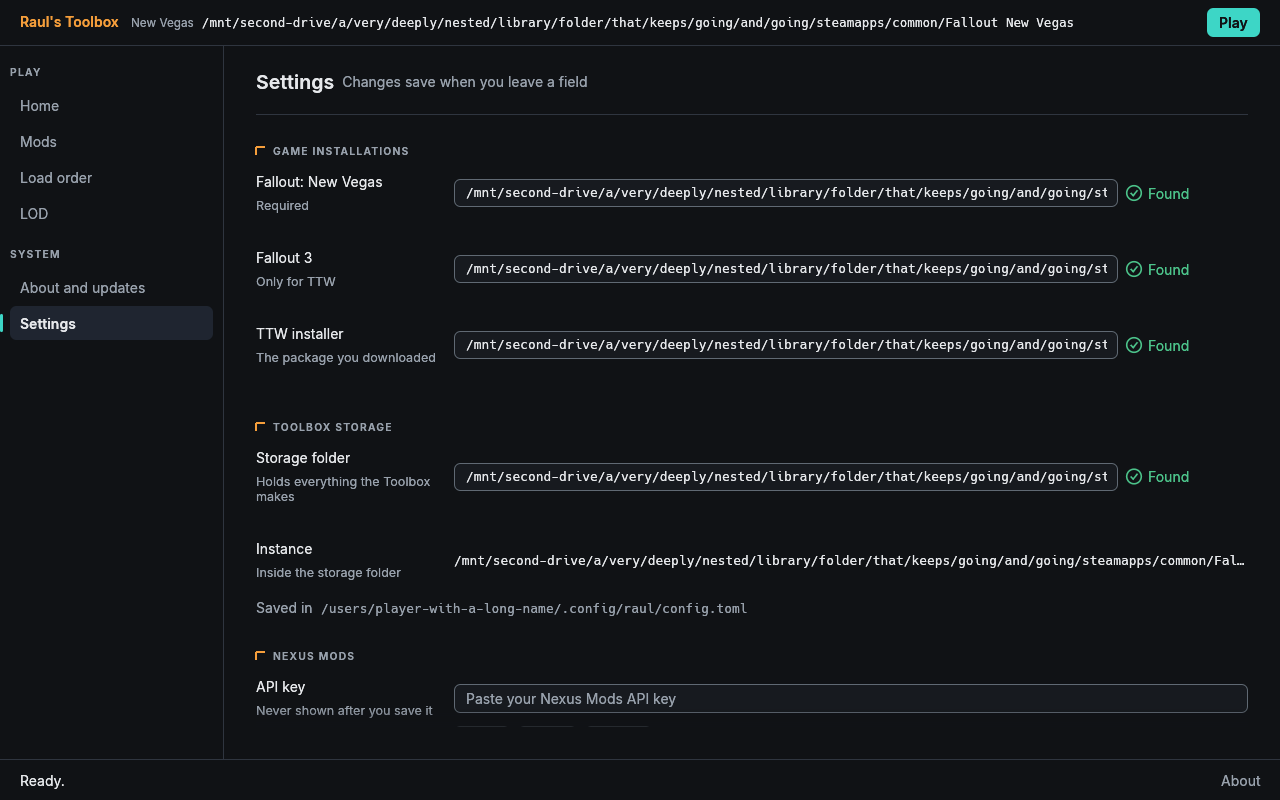 Raul's Toolbox New Vegas /mnt/second-drive/a/very/deeply/nested/library/folder/that/keeps/going/and/going/steamapps/common/Fallout New Vegas Play
PLAY
Home
Mods
Load order
LOD
SYSTEM
About and updates
Settings
Settings Changes save when you leave a field
GAME INSTALLATIONS
Fallout: New Vegas
Required
/mnt/second-drive/a/very/deeply/nested/library/folder/that/keeps/going/and/going/st Found
Fallout 3
Only for TTW
/mnt/second-drive/a/very/deeply/nested/library/folder/that/keeps/going/and/going/st Found
TTW installer
The package you downloaded
/mnt/second-drive/a/very/deeply/nested/library/folder/that/keeps/going/and/going/st Found
TOOLBOX STORAGE
Storage folder
Holds everything the Toolbox
makes
/mnt/second-drive/a/very/deeply/nested/library/folder/that/keeps/going/and/going/st Found
Instance
Inside the storage folder
/mnt/second-drive/a/very/deeply/nested/library/folder/that/keeps/going/and/going/steamapps/common/Fal…
Saved in /users/player-with-a-long-name/.config/raul/config.toml
NEXUS MODS
API key
Never shown after you save it
Paste your Nexus Mods API key
Ready.
About